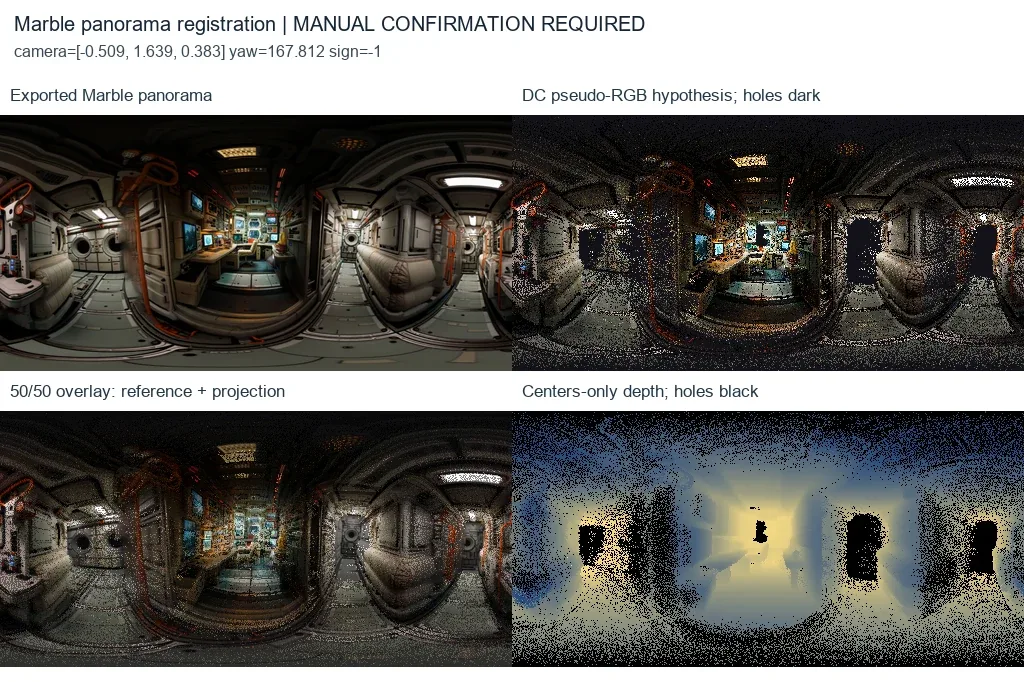 Marble panorama registration | MANUAL CONFIRMATION REQUIRED
camera=[-0.509, 1.639, 0.383] yaw=167.812 sign=-1
Exported Marble panorama
DC pseudo-RGB hypothesis; holes dark
50/50 overlay: reference + projection
Centers-only depth; holes black